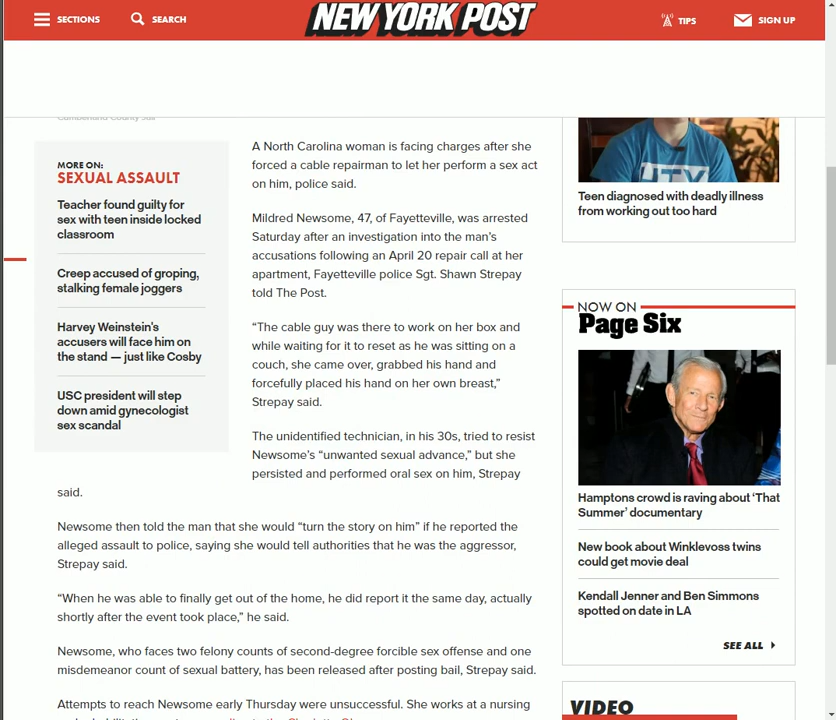 SECTIONS
SEARCH
NEW YORK POST
TIPS
SIGN UP
Cumberland County Jail
MORE ON:
SEXUAL ASSAULT
Teacher found guilty for
sex with teen inside locked
classroom
Creep accused of groping,
stalking female joggers
Harvey Weinstein's
accusers will face him on
the stand — just like Cosby
USC president will step
down amid gynecologist
sex scandal
A North Carolina woman is facing charges after she
forced a cable repairman to let her perform a sex act
on him, police said.
Mildred Newsome, 47, of Fayetteville, was arrested
Saturday after an investigation into the man's
accusations following an April 20 repair call at her
apartment, Fayetteville police Sgt. Shawn Strepay
told The Post.
“The cable guy was there to work on her box and
while waiting for it to reset as he was sitting on a
couch, she came over, grabbed his hand and
forcefully placed his hand on her own breast,”
Strepay said.
The unidentified technician, in his 30s, tried to resist
Newsome's “unwanted sexual advance,” but she
persisted and performed oral sex on him, Strepay
said.
Newsome then told the man that she would “turn the story on him” if he reported the
alleged assault to police, saying she would tell authorities that he was the aggressor,
Strepay said.
“When he was able to finally get out of the home, he did report it the same day, actually
shortly after the event took place,” he said.
Newsome, who faces two felony counts of second-degree forcible sex offense and one
misdemeanor count of sexual battery, has been released after posting bail, Strepay said.
Attempts to reach Newsome early Thursday were unsuccessful. She works at a nursing
Teen diagnosed with deadly illness
from working out too hard
NOW ON
Page Six
Hamptons crowd is raving about ‘That
Summer’ documentary
New book about Winklevoss twins
could get movie deal
Kendall Jenner and Ben Simmons
spotted on date in LA
SEE ALL
VIDEO